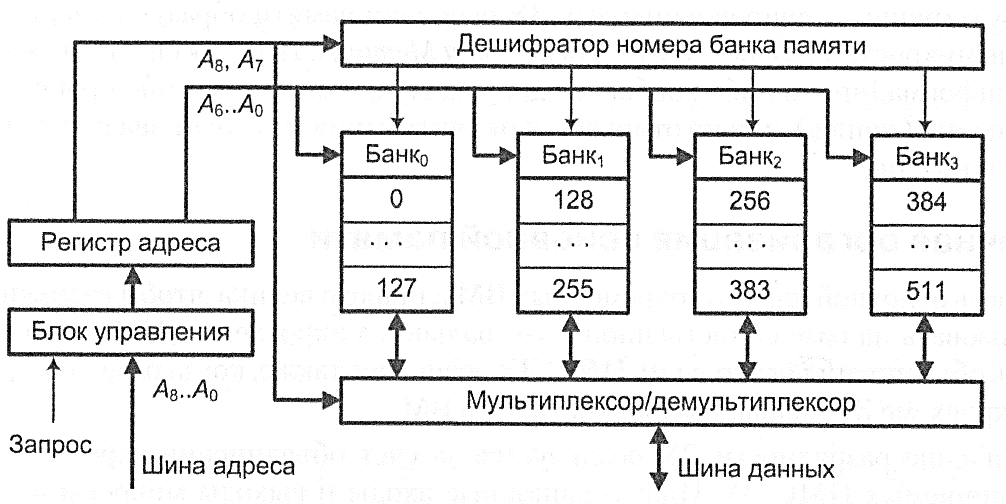 Дешифратор номера банка памяти
A₈, A₇
A₆..A₀
Банк₀ Банк₁ Банк₂ Банк₃
0 128 256 384
... ... ... ...
127 255 383 511
Регистр адреса
Блок управления
A₈..A₀
Мультиплексор/демультиплексор
Запрос
Шина адреса
Шина данных